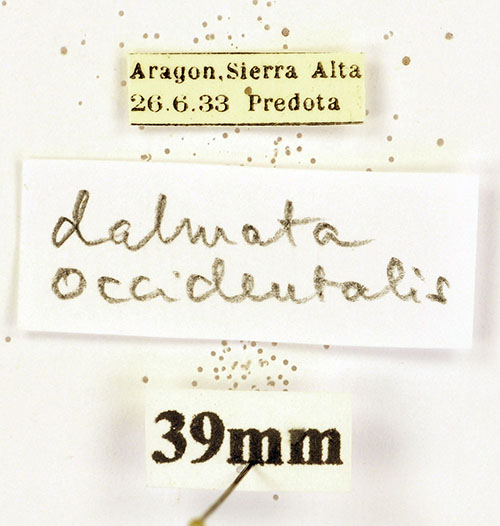 Aragon, Sierra Alta
26.6.33 Predota
dalmata
occidentalis
39mm